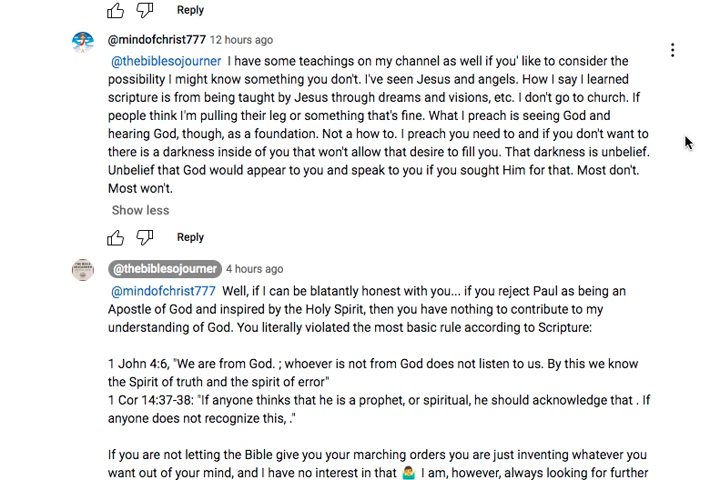 Reply
@mindofchrist777 12 hours ago
@thebiblesojourner I have some teachings on my channel as well if you' like to consider the
possibility I might know something you don't. I've seen Jesus and angels. How I say I learned
scripture is from being taught by Jesus through dreams and visions, etc. I don't go to church. If
people think I'm pulling their leg or something that's fine. What I preach is seeing God and
hearing God, though, as a foundation. Not a how to. I preach you need to and if you don't want to
there is a darkness inside of you that won't allow that desire to fill you. That darkness is unbelief.
Unbelief that God would appear to you and speak to you if you sought Him for that. Most don't.
Most won't.
Show less
Reply
@thebiblesojourner 4 hours ago
@mindofchrist777 Well, if I can be blatantly honest with you... if you reject Paul as being an
Apostle of God and inspired by the Holy Spirit, then you have nothing to contribute to my
understanding of God. You literally violated the most basic rule according to Scripture:
1 John 4:6, "We are from God. ; whoever is not from God does not listen to us. By this we know
the Spirit of truth and the spirit of error"
1 Cor 14:37-38: "If anyone thinks that he is a prophet, or spiritual, he should acknowledge that . If
anyone does not recognize this, ."
If you are not letting the Bible give you your marching orders you are just inventing whatever you
want out of your mind, and I have no interest in that 🤷‍♂️ I am, however, always looking for further